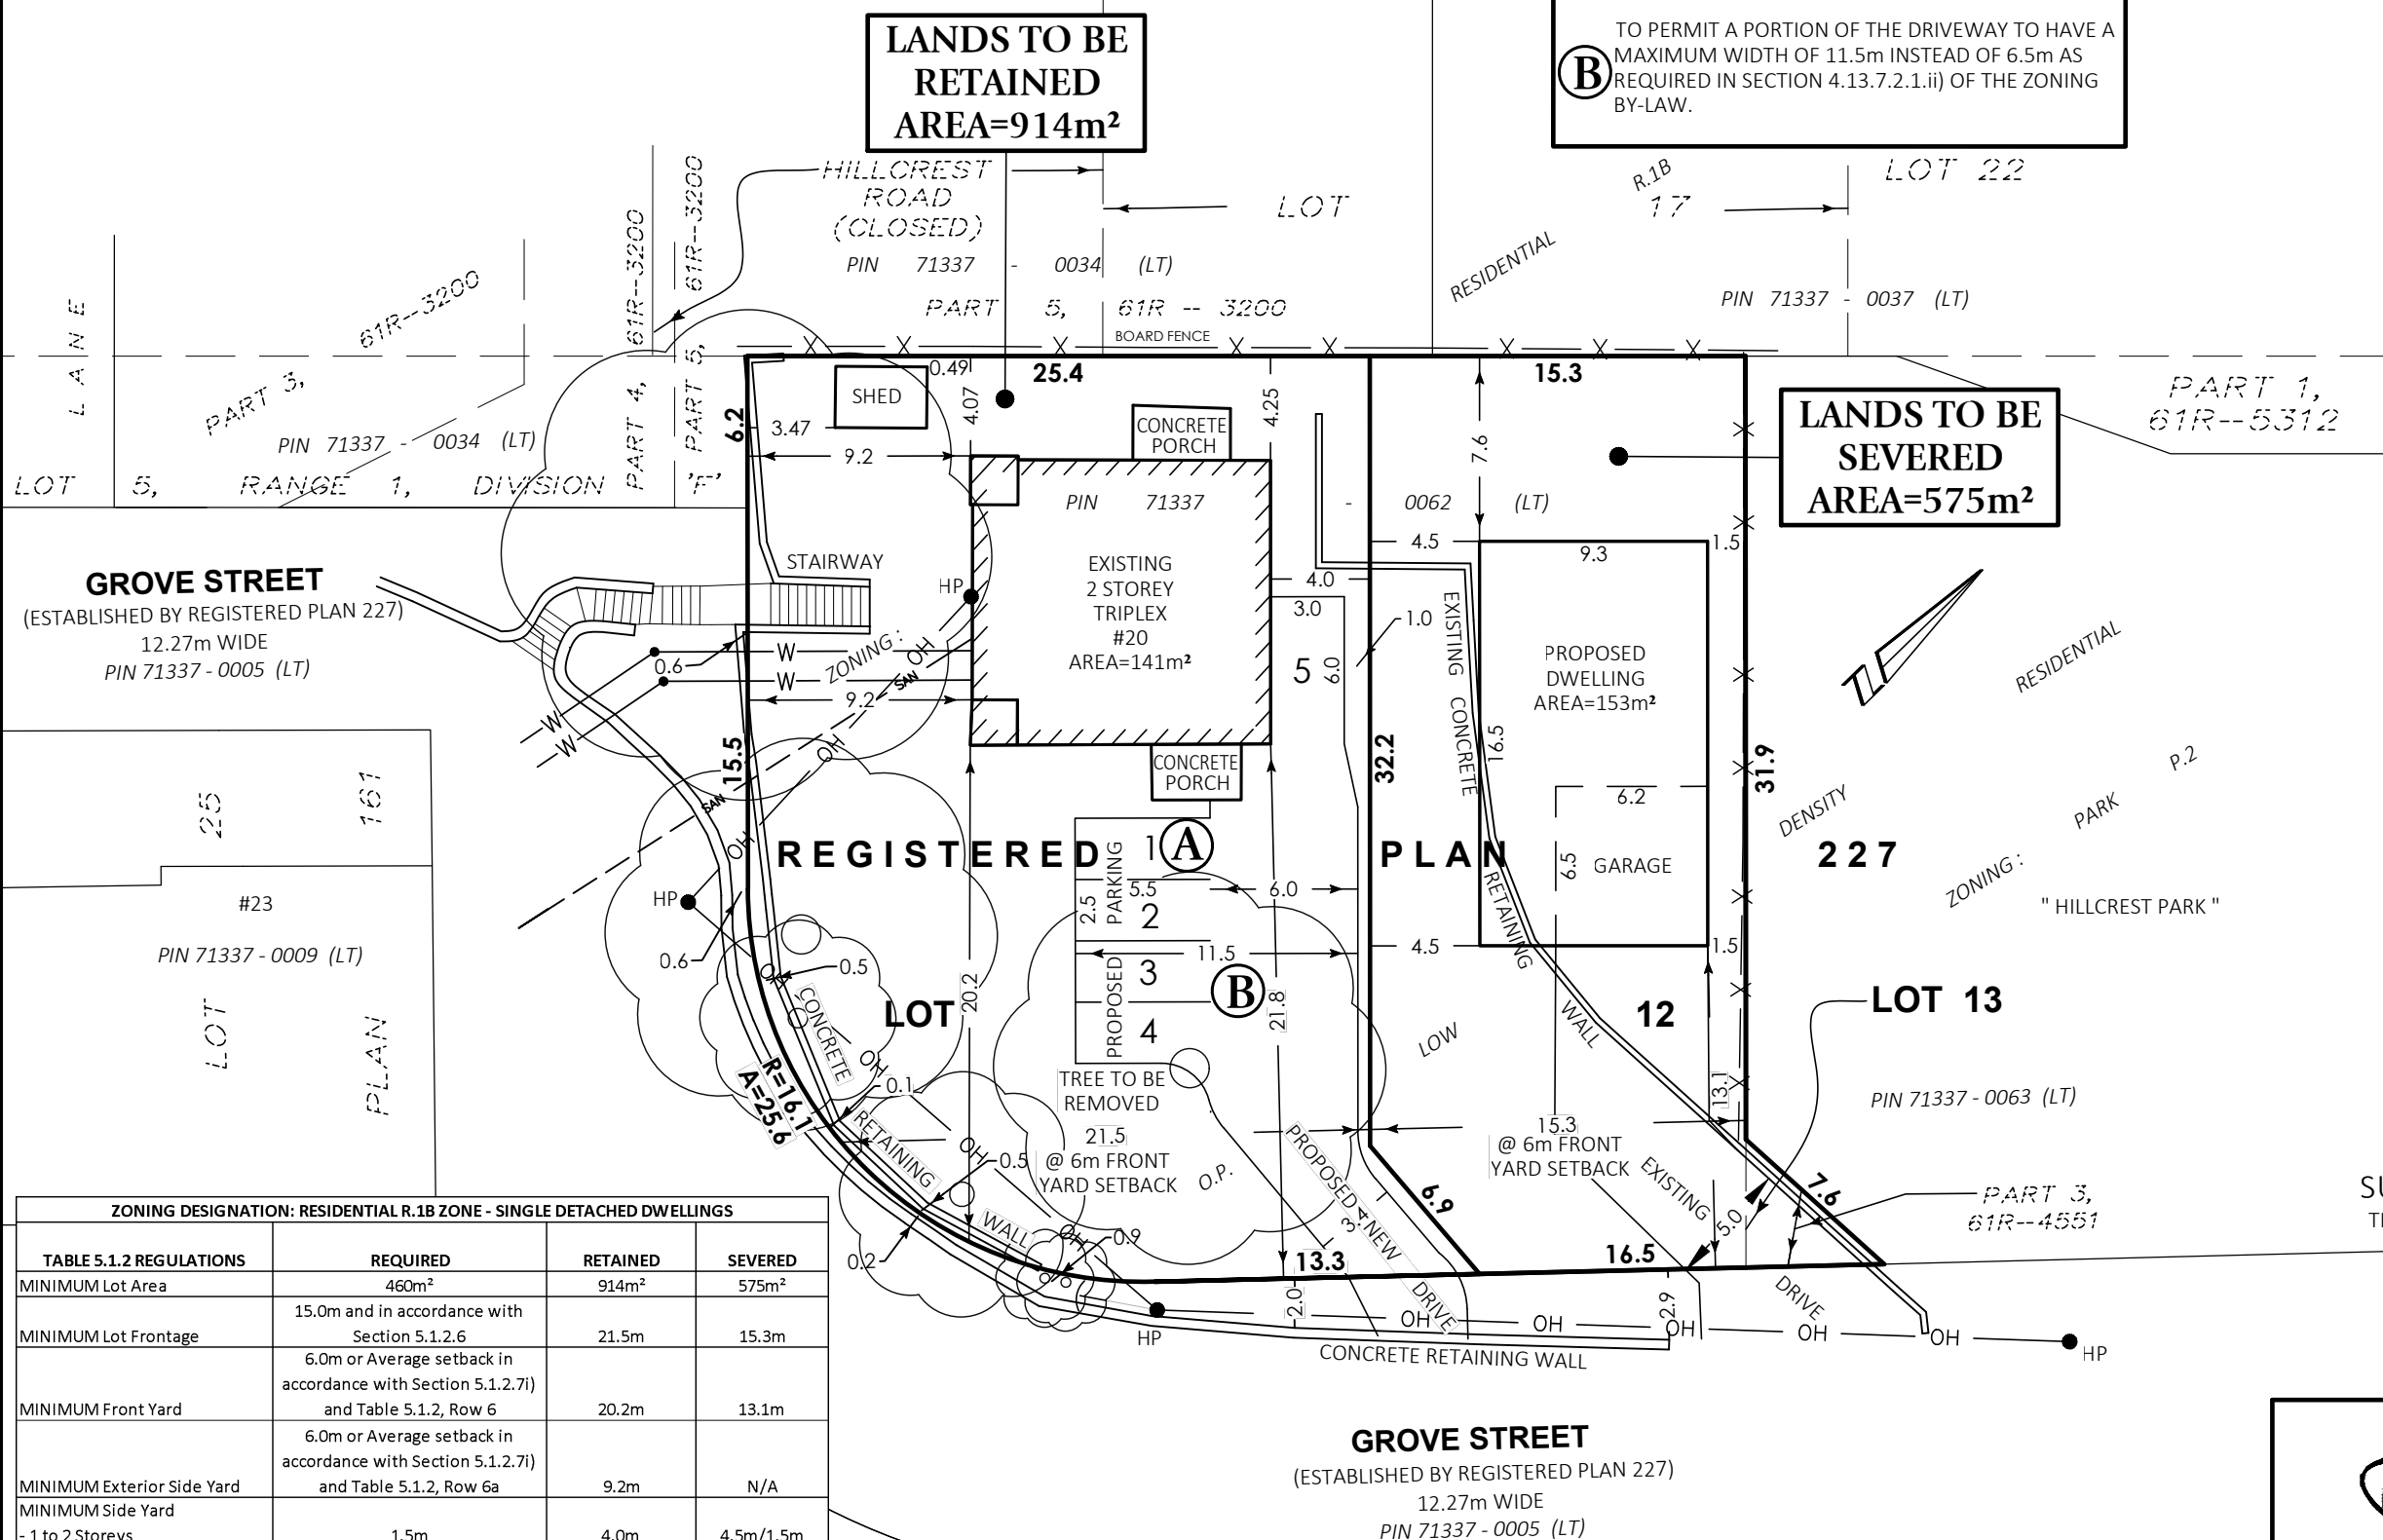 LANDS TO BE
RETAINED
AREA=914m²
TO PERMIT A PORTION OF THE DRIVEWAY TO HAVE A
MAXIMUM WIDTH OF 11.5m INSTEAD OF 6.5m AS
REQUIRED IN SECTION 4.13.7.2.1.ii) OF THE ZONING
BY-LAW.
B
HILLCREST
ROAD
(CLOSED)
PIN 71337 - 0034 (LT)
LOT
R.1B
17
LOT 22
RESIDENTIAL
PIN 71337 - 0037 (LT)
PART 5, 61R -- 3200
BOARD FENCE
LANE
61R--3200
PART 3,
PIN 71337 - 0034 (LT)
PART 4, 61R-3200
PART 5, 61R-3200
LOT 5, RANGE 1, DIVISION 'F'
0.49
25.4
15.3
SHED
4.07
4.25
6.2
3.47
9.2
CONCRETE
PORCH
7.6
LANDS TO BE
SEVERED
AREA=575m²
PART 1,
61R--5312
PIN 71337 - 0062 (LT)
4.5
9.3
1.5
STAIRWAY
HP
EXISTING
2 STOREY
TRIPLEX
#20
AREA=141m²
4.0
3.0
1.0
5
6.0
EXISTING CONCRETE RETAINING WALL
PROPOSED
DWELLING
AREA=153m²
RESIDENTIAL
GROVE STREET
(ESTABLISHED BY REGISTERED PLAN 227)
12.27m WIDE
PIN 71337 - 0005 (LT)
0.6
W
W
ZONING :
OH
SAN
9.2
W
W
15.5
OH
SAN
OH
CONCRETE
PORCH
32.2
16.5
31.9
6.2
6.5
GARAGE
DENSITY
P.2
PARK
ZONING :
" HILLCREST PARK "
REGISTERED PLAN 227
25
161
#23
PIN 71337 - 0009 (LT)
LOT
PLAN
HP
0.6
OH
0.5
CONCRETE
LOT
20.2
PARKING
PROPOSED
1
A
2.5
5.5
2
6.0
11.5
3
B
4
21.8
4.5
1.5
LOW
12
LOT 13
PIN 71337 - 0063 (LT)
13.1
R=16.1
A=25.6
OH
0.1
RETAINING
OH
0.5
WALL
OH
0.9
0.2
TREE TO BE
REMOVED
21.5
@ 6m FRONT
YARD SETBACK
O.P.
PROPOSED NEW DRIVE
3.4
15.3
@ 6m FRONT
YARD SETBACK
EXISTING
DRIVE
6.9
7.6
5.0
PART 3,
61R--4551
13.3
16.5
2.0
2.9
HP
OH
OH
OH
OH
OH
HP
CONCRETE RETAINING WALL
GROVE STREET
(ESTABLISHED BY REGISTERED PLAN 227)
12.27m WIDE
PIN 71337 - 0005 (LT)
ZONING DESIGNATION: RESIDENTIAL R.1B ZONE - SINGLE DETACHED DWELLINGS
TABLE 5.1.2 REGULATIONS REQUIRED RETAINED SEVERED
MINIMUM Lot Area 460m² 914m² 575m²
15.0m and in accordance with
MINIMUM Lot Frontage Section 5.1.2.6 21.5m 15.3m
6.0m or Average setback in
accordance with Section 5.1.2.7i)
MINIMUM Front Yard and Table 5.1.2, Row 6 20.2m 13.1m
6.0m or Average setback in
accordance with Section 5.1.2.7i)
MINIMUM Exterior Side Yard and Table 5.1.2, Row 6a 9.2m N/A
MINIMUM Side Yard
- 1 to 2 Storeys 1.5m 4.0m 4.5m/1.5m